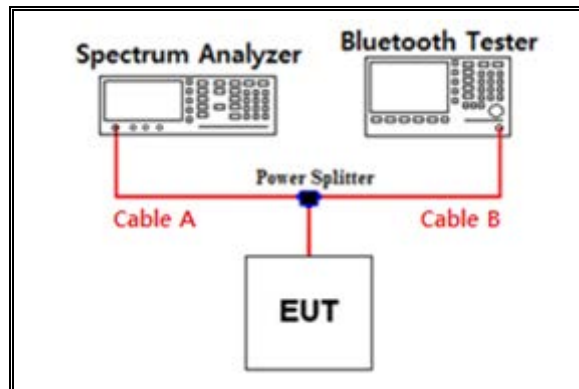 Spectrum Analyzer
Bluetooth Tester
Power Splitter
Cable A
Cable B
EUT